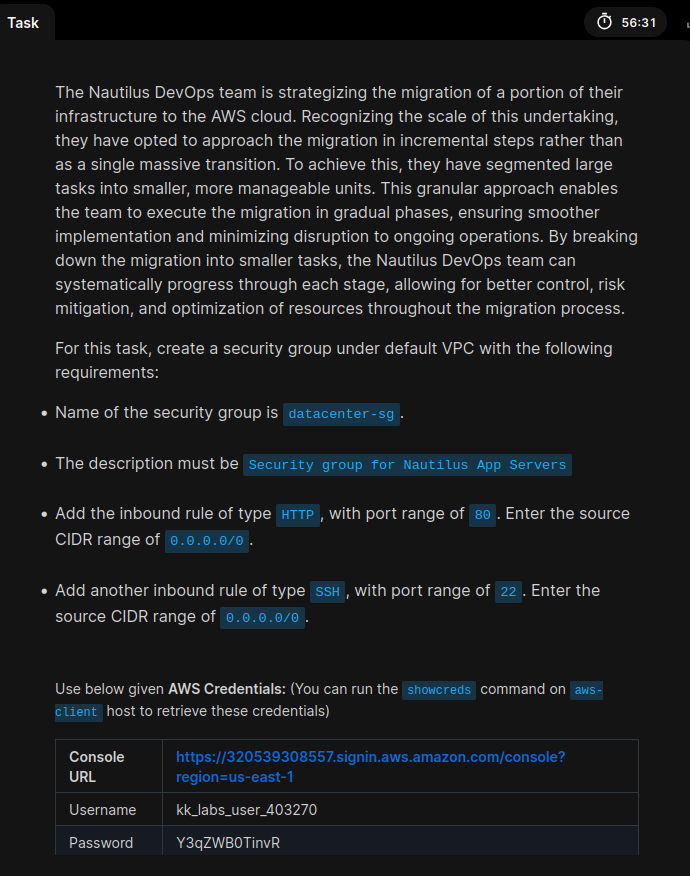 Task
56:31
The Nautilus DevOps team is strategizing the migration of a portion of their
infrastructure to the AWS cloud. Recognizing the scale of this undertaking,
they have opted to approach the migration in incremental steps rather than
as a single massive transition. To achieve this, they have segmented large
tasks into smaller, more manageable units. This granular approach enables
the team to execute the migration in gradual phases, ensuring smoother
implementation and minimizing disruption to ongoing operations. By breaking
down the migration into smaller tasks, the Nautilus DevOps team can
systematically progress through each stage, allowing for better control, risk
mitigation, and optimization of resources throughout the migration process.
For this task, create a security group under default VPC with the following
requirements:
• Name of the security group is datacenter-sg.
• The description must be Security group for Nautilus App Servers
• Add the inbound rule of type HTTP, with port range of 80. Enter the source
CIDR range of 0.0.0.0/0.
• Add another inbound rule of type SSH, with port range of 22. Enter the
source CIDR range of 0.0.0.0/0.
Use below given AWS Credentials: (You can run the showcreds command on aws-
client host to retrieve these credentials)
Console https://320539308557.signin.aws.amazon.com/console?
URL region=us-east-1
Username kk_labs_user_403270
Password Y3qZWB0TinvR